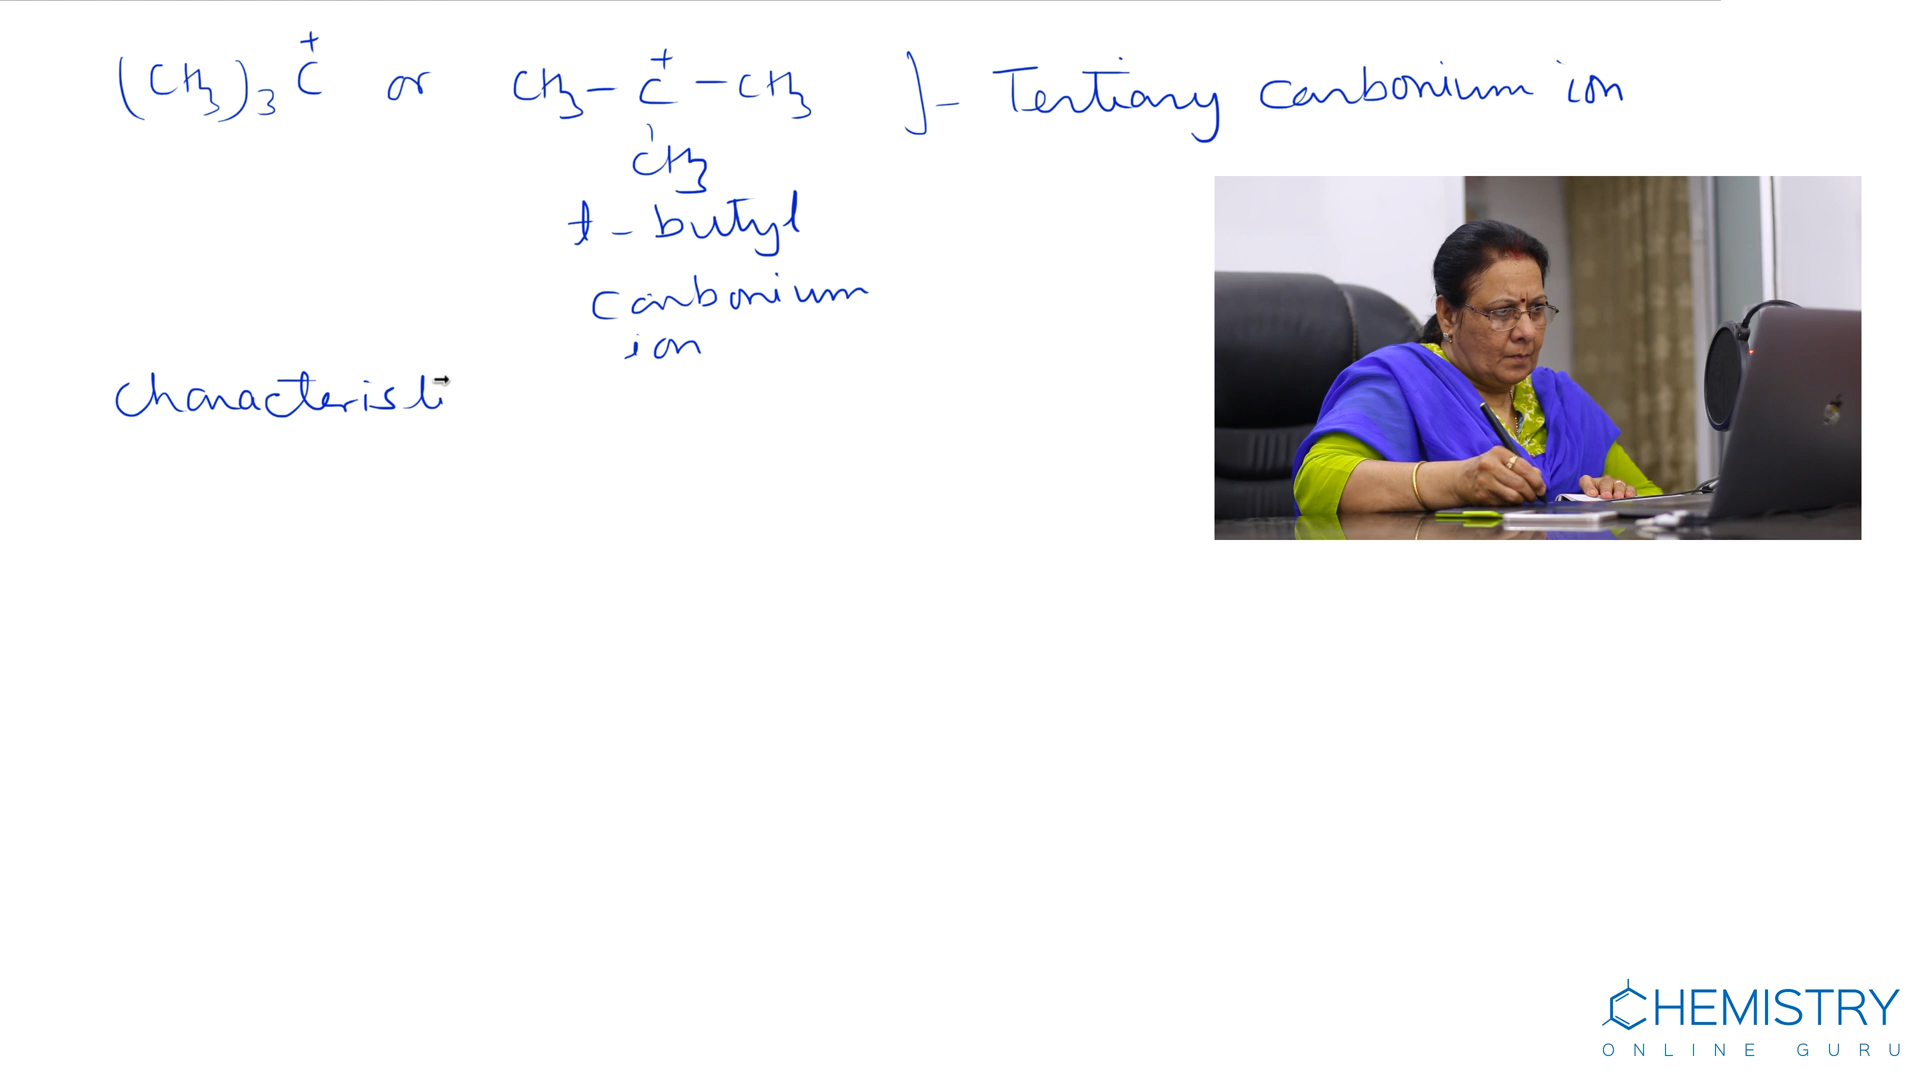 (CH3)3 C+ or CH3 - C+ - CH3 ] - Tertiary carbonium ion
CH3
t - butyl
carbonium
ion
characteristi
CHEMISTRY
ONLINE GURU